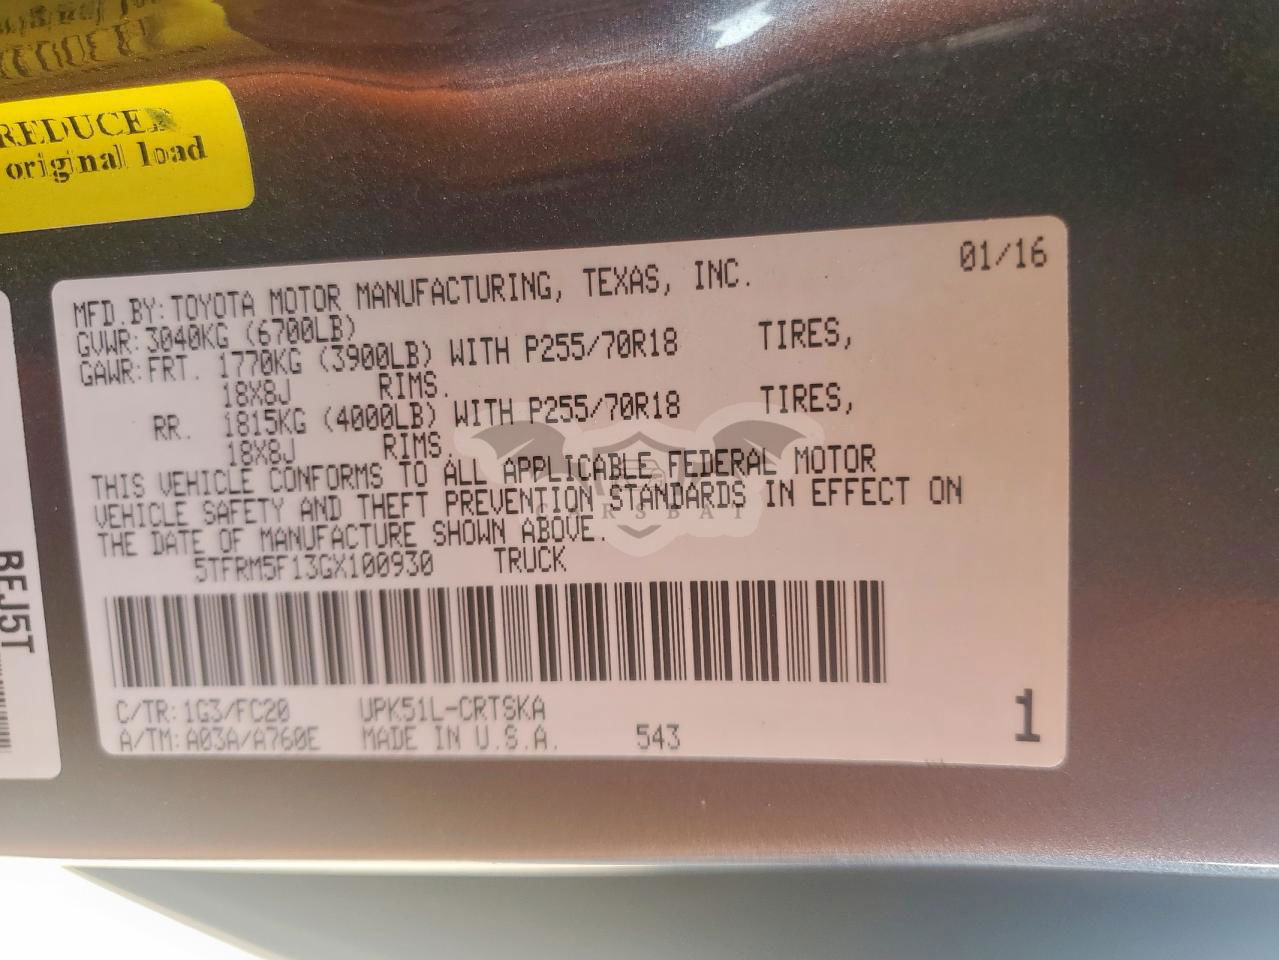 REDUCE
original load
01/16
MFD.BY: TOYOTA MOTOR MANUFACTURING, TEXAS, INC.
GVWR: 3040KG (6700LB)
GAWR: FRT. 1770KG (3900LB) WITH P255/70R18 TIRES,
18X8J RIMS.
RR. 1815KG (4000LB) WITH P255/70R18 TIRES,
18X8J RIMS.
THIS VEHICLE CONFORMS TO ALL APPLICABLE FEDERAL MOTOR
VEHICLE SAFETY AND THEFT PREVENTION STANDARDS IN EFFECT ON
THE DATE OF MANUFACTURE SHOWN ABOVE.
5TFRM5F13GX100930 TRUCK
C/TR: 1G3/FC20 UPK51L-CRTSKA
A/TM: A03A/A760E MADE IN U.S.A. 543
1
BEJ5T
CARSBAT